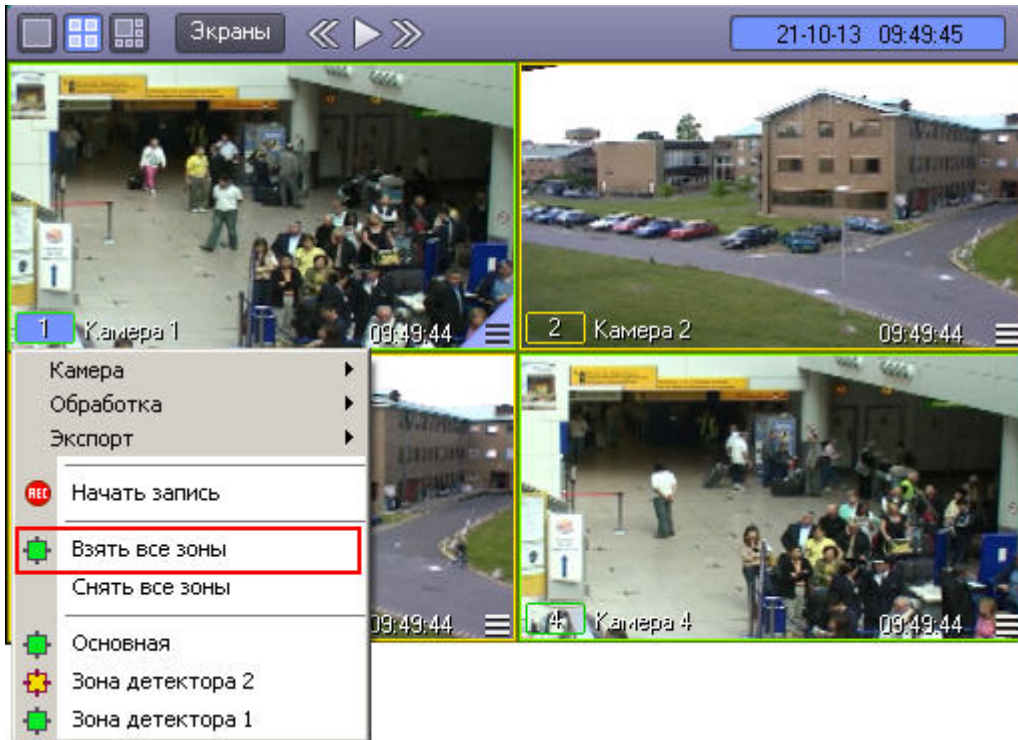 Экраны
21-10-13 09:49:45
1 Камера 1 09:49:44
2 Камера 2 09:49:44
Камера
Обработка
Экспорт
REC Начать запись
Взять все зоны
Снять все зоны
09:49:44
4 Камера 4 09:49:44
Основная
Зона детектора 2
Зона детектора 1